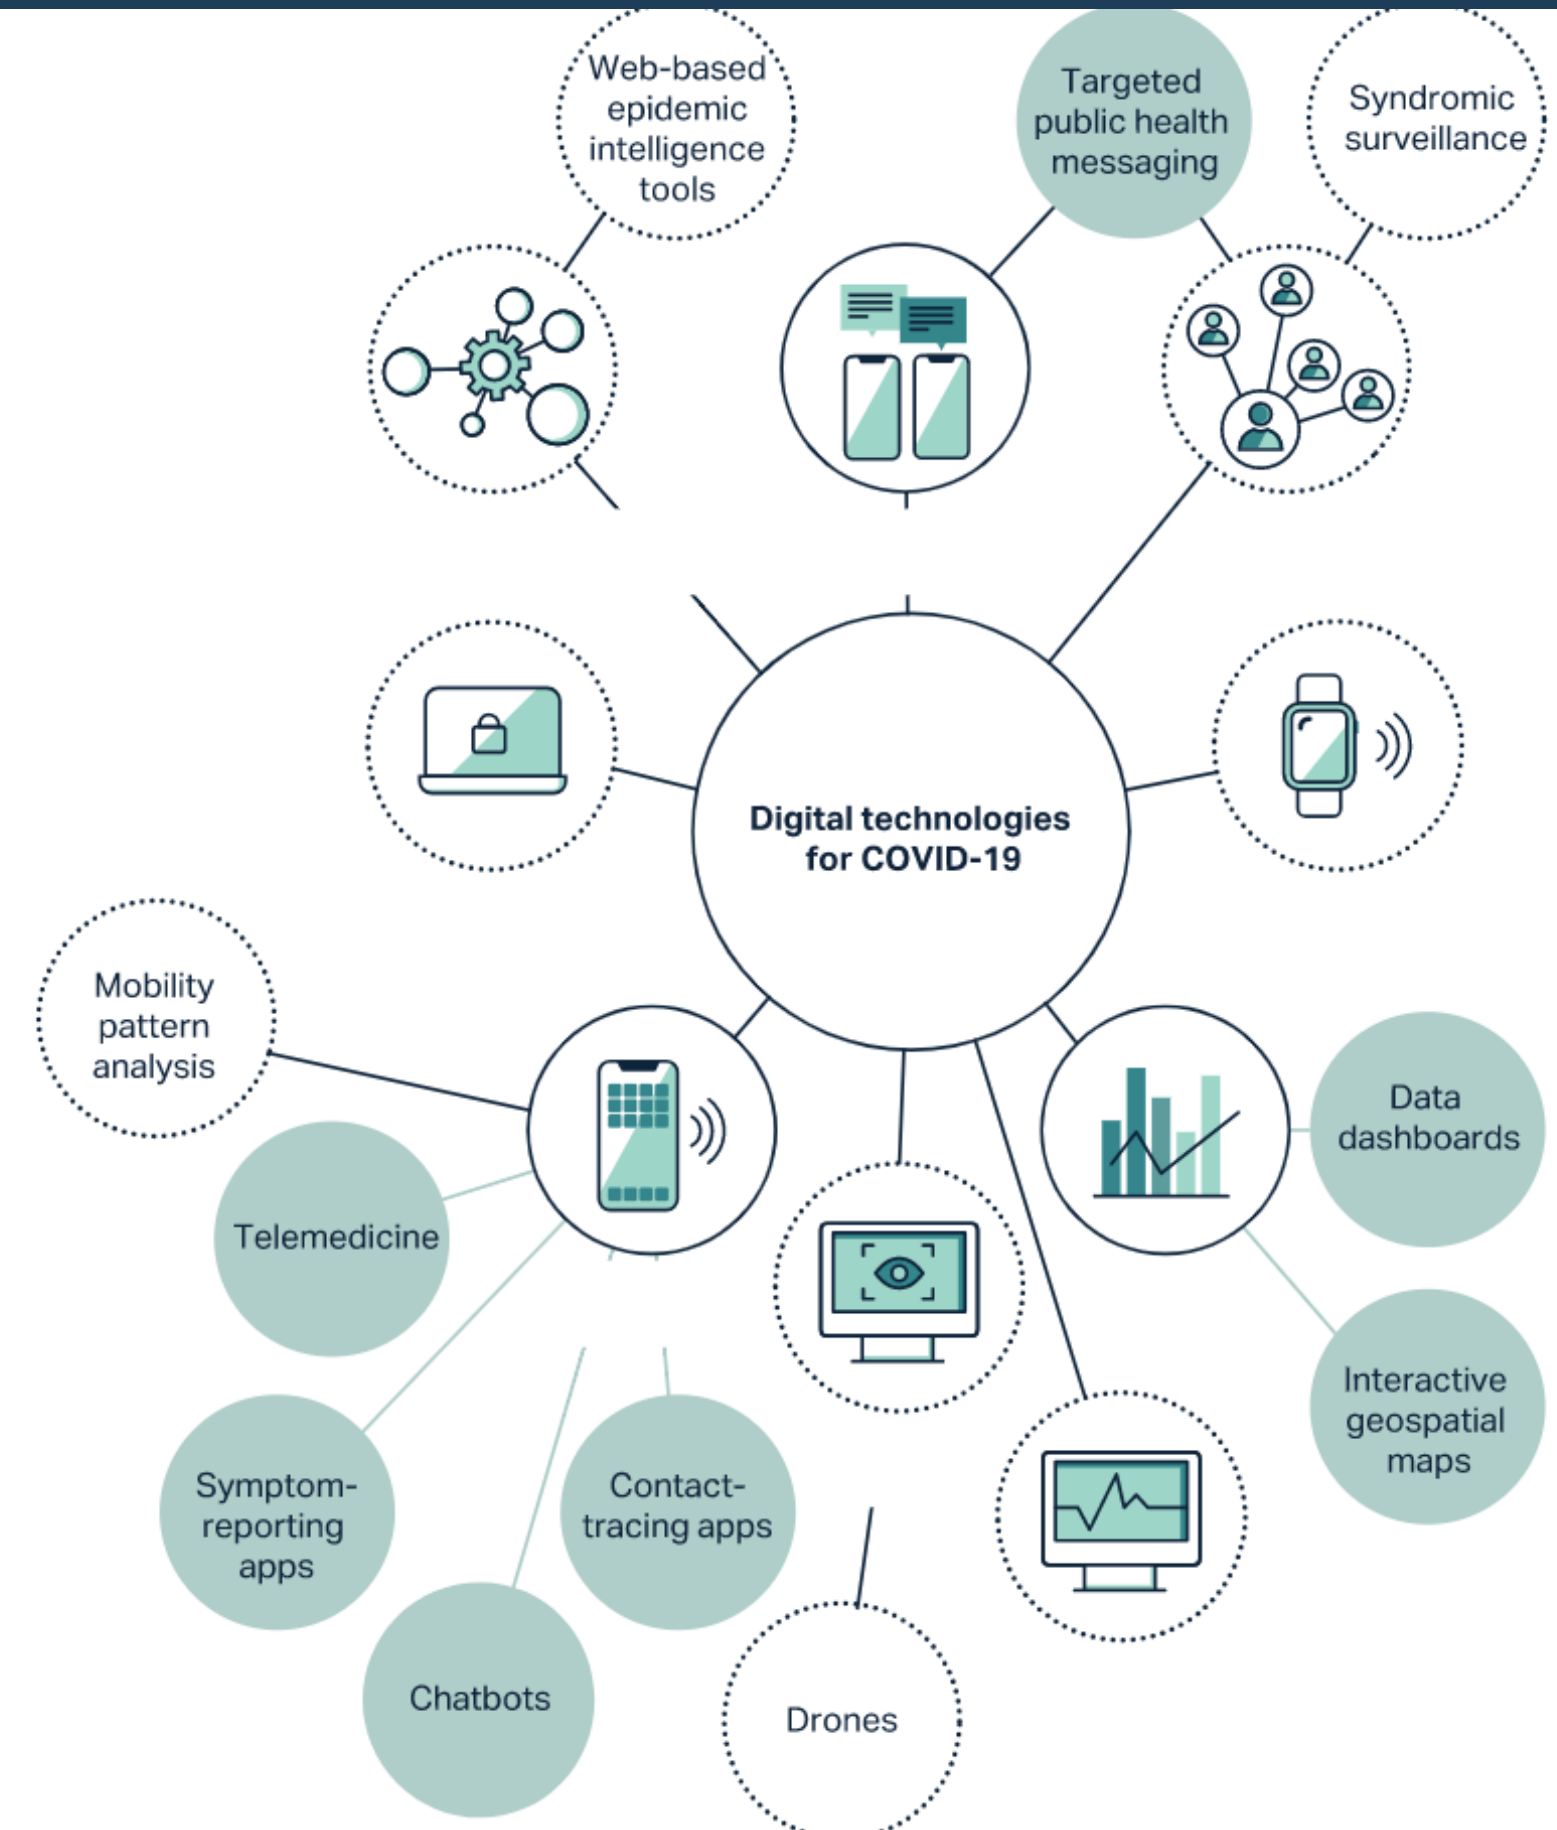 Web-based
epidemic
intelligence
tools
Targeted
public health
messaging
Syndromic
surveillance
Digital technologies
for COVID-19
Mobility
pattern
analysis
Data
dashboards
Telemedicine
Interactive
geospatial
maps
Symptom-
reporting
apps
Contact-
tracing apps
Chatbots
Drones